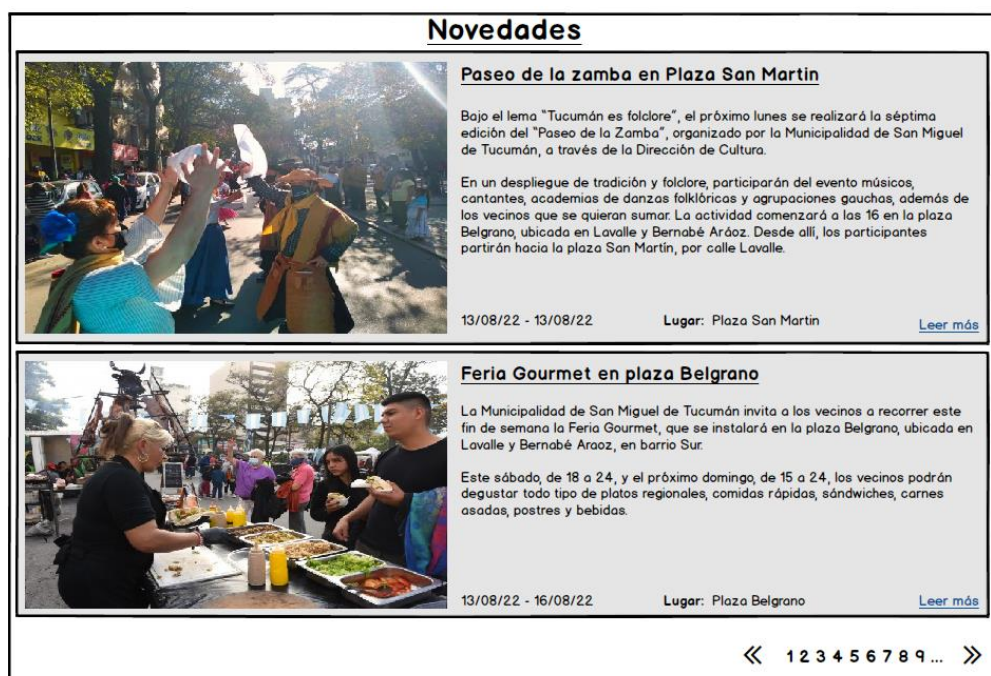 Novedades
Paseo de la zamba en Plaza San Martin
Bajo el lema "Tucumán es folclore", el próximo lunes se realizará la séptima
edición del "Paseo de la Zamba", organizado por la Municipalidad de San Miguel
de Tucumán, a través de la Dirección de Cultura.
En un despliegue de tradición y folclore, participarán del evento músicos,
cantantes, academias de danzas folklóricas y agrupaciones gauchas, además de
los vecinos que se quieran sumar. La actividad comenzará a las 16 en la plaza
Belgrano, ubicada en Lavalle y Bernabé Aráoz. Desde allí, los participantes
partirán hacia la plaza San Martín, por calle Lavalle.
13/08/22 - 13/08/22 Lugar: Plaza San Martin Leer más
Feria Gourmet en plaza Belgrano
La Municipalidad de San Miguel de Tucumán invita a los vecinos a recorrer este
fin de semana la Feria Gourmet, que se instalará en la plaza Belgrano, ubicada en
Lavalle y Bernabé Araoz, en barrio Sur.
Este sábado, de 18 a 24, y el próximo domingo, de 15 a 24, los vecinos podrán
degustar todo tipo de platos regionales, comidas rápidas, sándwiches, carnes
asadas, postres y bebidas.
13/08/22 - 16/08/22 Lugar: Plaza Belgrano Leer más
« 1 2 3 4 5 6 7 8 9 ... »